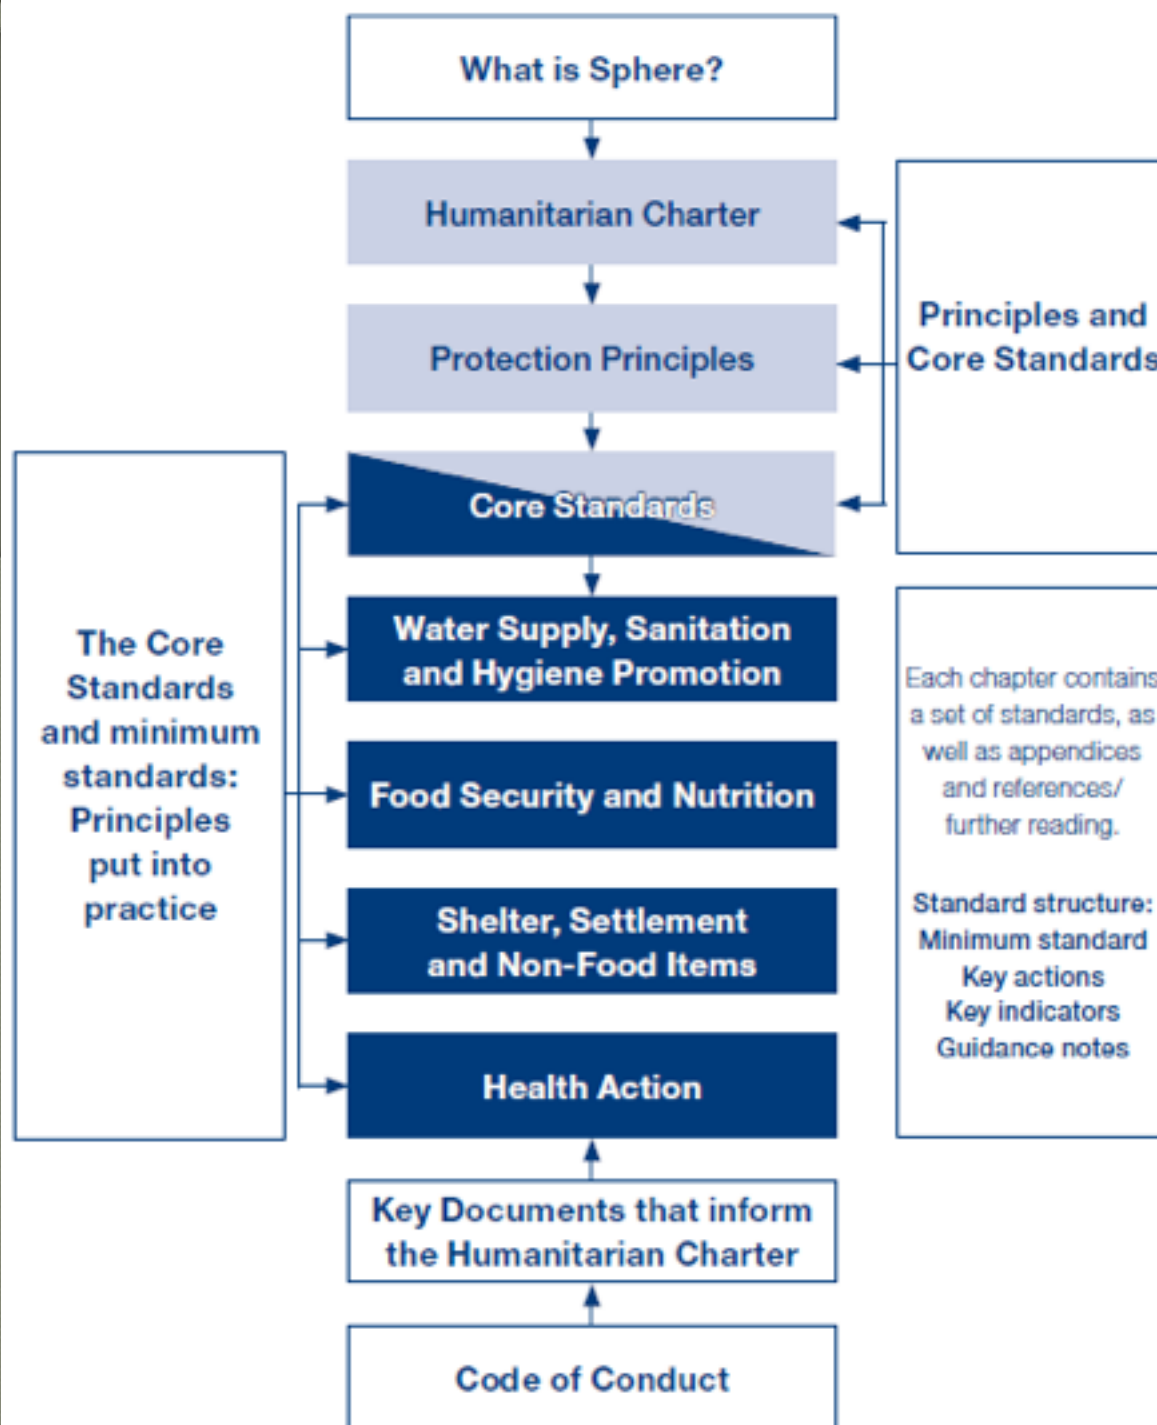 What is Sphere?
Humanitarian Charter
Protection Principles
Core Standards
Principles and
Core Standards
The Core
Standards
and minimum
standards:
Principles
put into
practice
Water Supply, Sanitation
and Hygiene Promotion
Food Security and Nutrition
Shelter, Settlement
and Non-Food Items
Health Action
Each chapter contains
a set of standards, as
well as appendices
and references/
further reading.
Standard structure:
Minimum standard
Key actions
Key indicators
Guidance notes
Key Documents that inform
the Humanitarian Charter
Code of Conduct